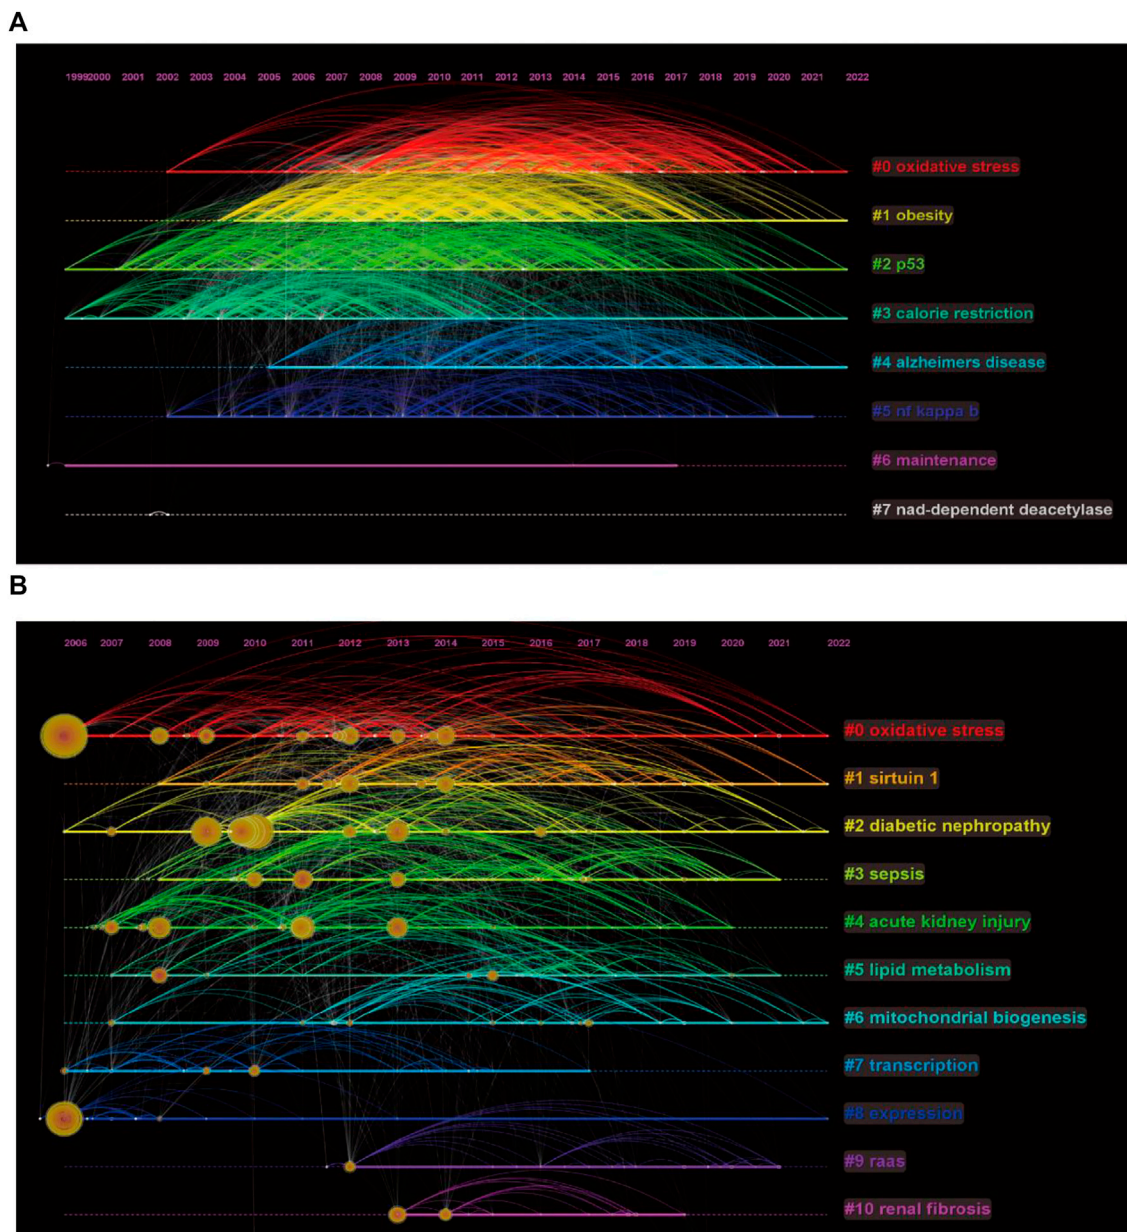 A
19992000 2001 2002 2003 2004 2005 2006 2007 2008 2009 2010 2011 2012 2013 2014 2015 2016 2017 2018 2019 2020 2021 2022
#0 oxidative stress
#1 obesity
#2 p53
#3 calorie restriction
#4 alzheimers disease
#5 nf kappa b
#6 maintenance
#7 nad-dependent deacetylase
B
2006 2007 2008 2009 2010 2011 2012 2013 2014 2015 2016 2017 2018 2019 2020 2021 2022
#0 oxidative stress
#1 sirtuin 1
#2 diabetic nephropathy
#3 sepsis
#4 acute kidney injury
#5 lipid metabolism
#6 mitochondrial biogenesis
#7 transcription
#8 expression
#9 raas
#10 renal fibrosis